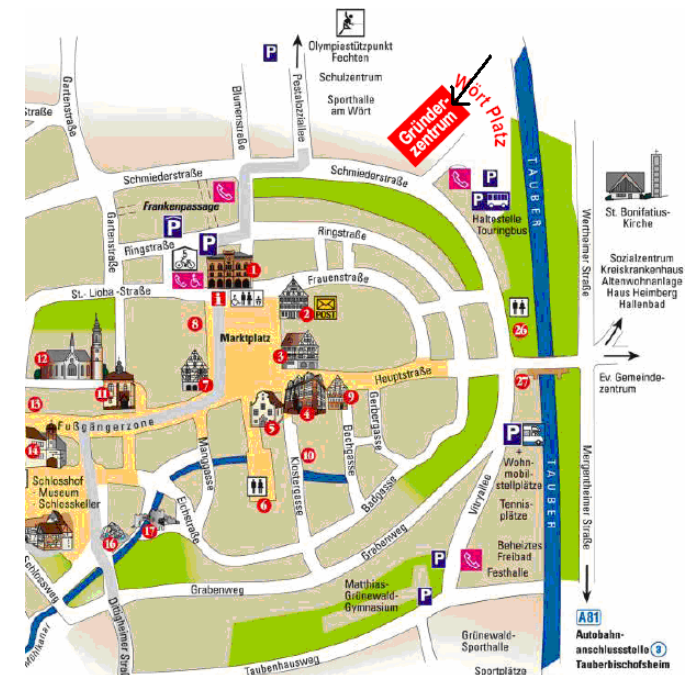 Olympiastützpunkt
Fechten
Schulzentrum
Sporthalle
am Wört
P
Gartenstraße
Straße
Blumenstraße
Pestalozziallee
Wört Platz
Gründer-
zentrum
Schmiederstraße
Schmiederstraße
Frankenpassage
P
P
Haltestelle
Touringbus
TAUBER
St. Bonifatius-
Kirche
Wertheimer Straße
Sozialzentrum
Kreiskrankenhaus
Altenwohnanlage
Haus Heimberg
Hallenbad
Gartenstraße
Ringstraße
P
P
Ringstraße
1
Frauenstraße
St.-Lioba-Straße
i
2
POST
8
Marktplatz
3
26
12
11
7
Hauptstraße
27
Ev. Gemeinde-
zentrum
13
Fußgängerzone
5
4
9
Gerbergasse
14
Manggasse
10
Klostergasse
Bachgasse
P
+
Wohn-
mobil-
stellplätze
Tennis-
plätze
Beheiztes
Freibad
Festhalle
Schlosshof
Museum
Schlosskeller
6
Badgasse
Vitryallee
TAUBER
Mergentheimer Straße
Eichstraße
16
17
Grabenweg
Grabenweg
P
P
Matthias-
Grünewald-
Gymnasium
Schlossweg
Mühlkanal
Dittigheimer Straß
Taubenhausweg
Grünewald-
Sporthalle
Sportplätze
A81
Autobahn-
anschlussstelle 3
Tauberbischofsheim